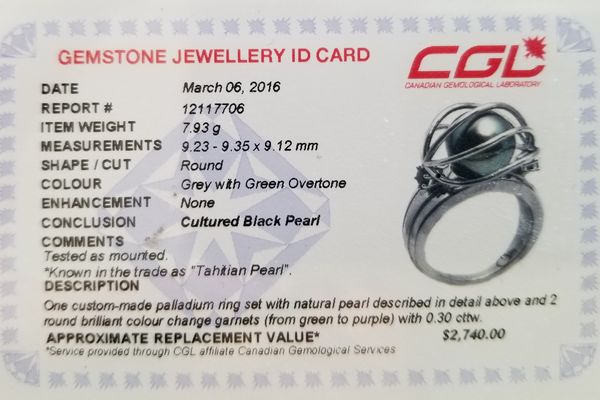 GEMSTONE JEWELLERY ID CARD
CGL
CANADIAN GEMOLOGICAL LABORATORY
DATE March 06, 2016
REPORT # 12117706
ITEM WEIGHT 7.93 g
MEASUREMENTS 9.23 - 9.35 x 9.12 mm
SHAPE / CUT Round
COLOUR Grey with Green Overtone
ENHANCEMENT None
CONCLUSION Cultured Black Pearl
COMMENTS
Tested as mounted.
*Known in the trade as "Tahitian Pearl".
DESCRIPTION
One custom-made palladium ring set with natural pearl described in detail above and 2
round brilliant colour change garnets (from green to purple) with 0.30 cttw.
APPROXIMATE REPLACEMENT VALUE* $2,740.00
*Service provided through CGL affiliate Canadian Gemological Services